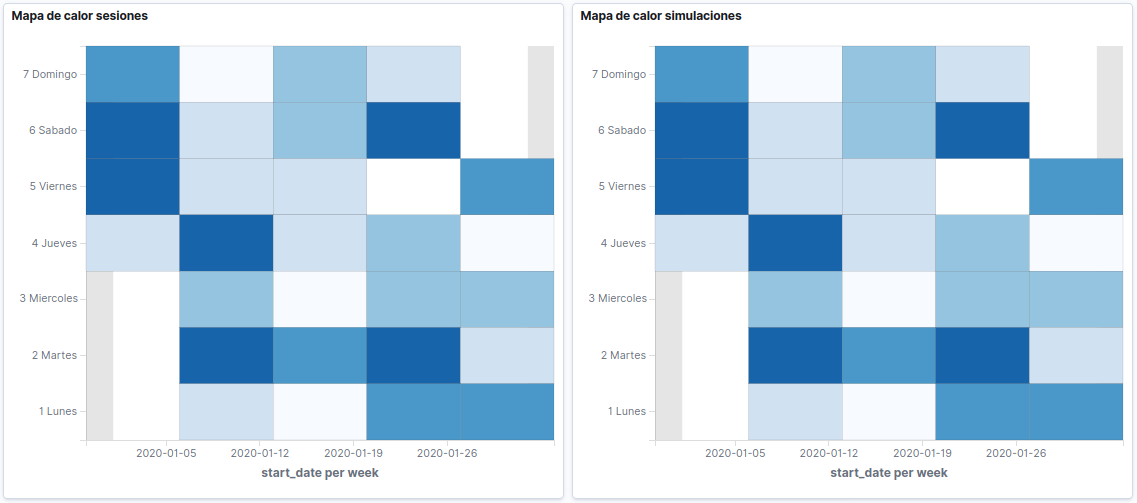 Mapa de calor sesiones
7 Domingo
6 Sabado
5 Viernes
4 Jueves
3 Miercoles
2 Martes
1 Lunes
2020-01-05 2020-01-12 2020-01-19 2020-01-26
start_date per week
Mapa de calor simulaciones
7 Domingo
6 Sabado
5 Viernes
4 Jueves
3 Miercoles
2 Martes
1 Lunes
2020-01-05 2020-01-12 2020-01-19 2020-01-26
start_date per week